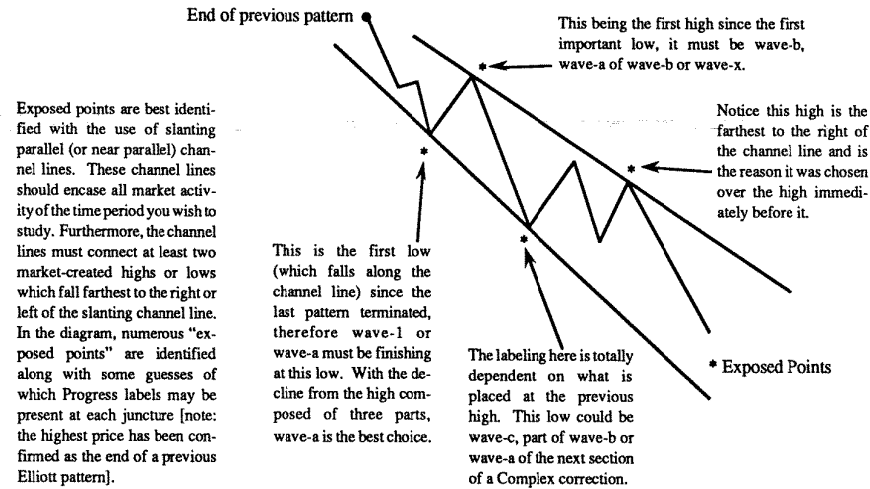 End of previous pattern
This being the first high since the first
important low, it must be wave-b,
wave-a of wave-b or wave-x.
Exposed points are best identi-
fied with the use of slanting
parallel (or near parallel) chan-
nel lines. These channel lines
should encase all market activ-
ity of the time period you wish to
study. Furthermore, the channel
lines must connect at least two
market-created highs or lows
which fall farthest to the right or
left of the slanting channel line.
In the diagram, numerous “ex-
posed points” are identified
along with some guesses of
which Progress labels may be
present at each juncture [note:
the highest price has been con-
firmed as the end of a previous
Elliott pattern].
Notice this high is the
farthest to the right of
the channel line and is
the reason it was chosen
over the high immedi-
ately before it.
This is the first low
(which falls along the
channel line) since the
last pattern terminated,
therefore wave-1 or
wave-a must be finishing
at this low. With the de-
cline from the high com-
posed of three parts,
wave-a is the best choice.
The labeling here is totally
dependent on what is
placed at the previous
high. This low could be
wave-c, part of wave-b or
wave-a of the next section
of a Complex correction.
* Exposed Points